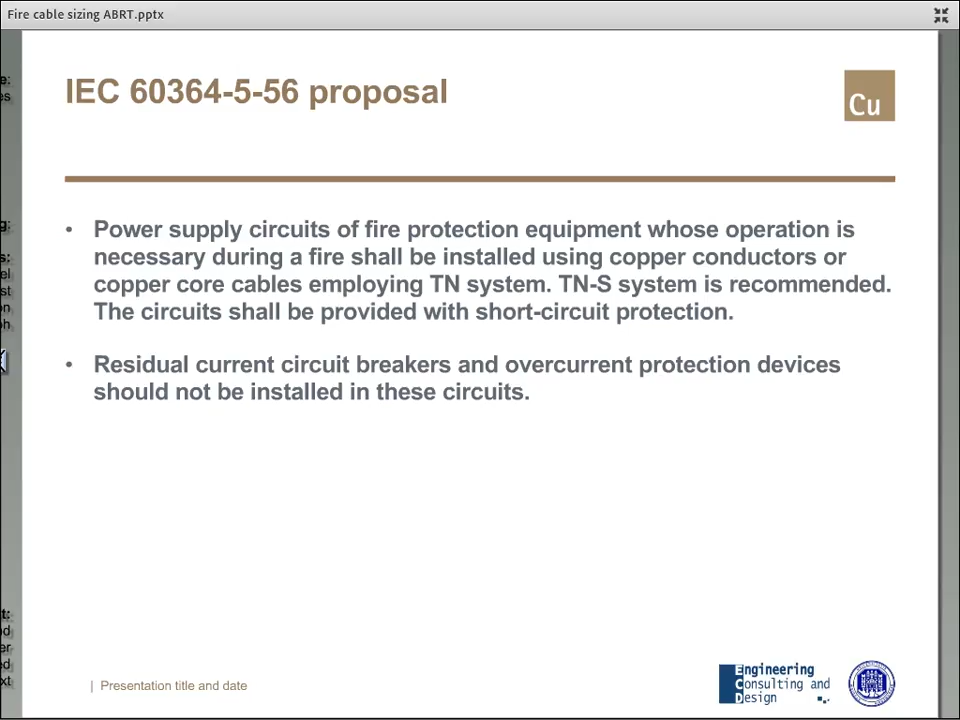 Fire cable sizing ABRT.pptx
IEC 60364-5-56 proposal
Cu
• Power supply circuits of fire protection equipment whose operation is
necessary during a fire shall be installed using copper conductors or
copper core cables employing TN system. TN-S system is recommended.
The circuits shall be provided with short-circuit protection.
• Residual current circuit breakers and overcurrent protection devices
should not be installed in these circuits.
| Presentation title and date
Engineering
Consulting and
Design